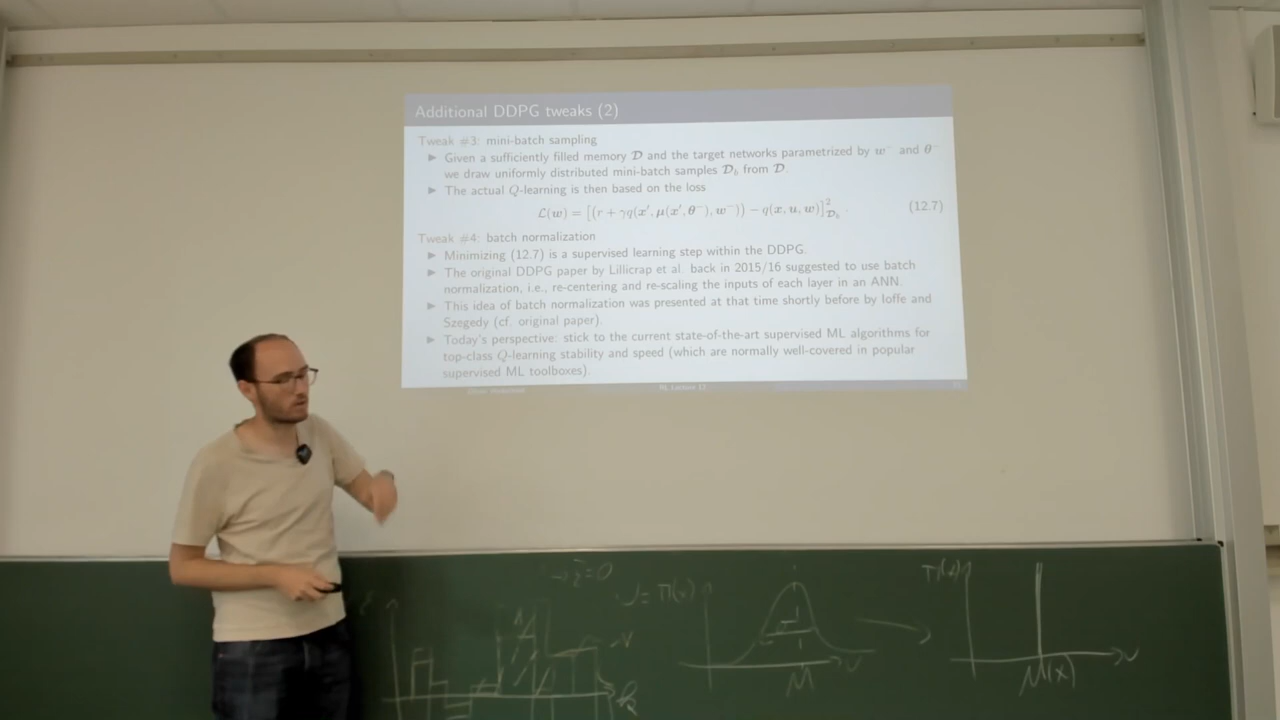 Additional DDPG tweaks (2)
Tweak #3: mini-batch sampling
▶ Given a sufficiently filled memory 𝒟 and the target networks parametrized by w⁻ and θ⁻
we draw uniformly distributed mini-batch samples 𝒟_b from 𝒟.
▶ The actual Q-learning is then based on the loss
ℒ(w) = [(r + γq(x′, μ(x′, θ⁻), w⁻)) − q(x, u, w)]²_𝒟_b . (12.7)
Tweak #4: batch normalization
▶ Minimizing (12.7) is a supervised learning step within the DDPG.
▶ The original DDPG paper by Lillicrap et al. back in 2015/16 suggested to use batch
normalization, i.e., re-centering and re-scaling the inputs of each layer in an ANN.
▶ This idea of batch normalization was presented at that time shortly before by Ioffe and
Szegedy (cf. original paper).
▶ Today's perspective: stick to the current state-of-the-art supervised ML algorithms for
top-class Q-learning stability and speed (which are normally well-covered in popular
supervised ML toolboxes).
μ(x)